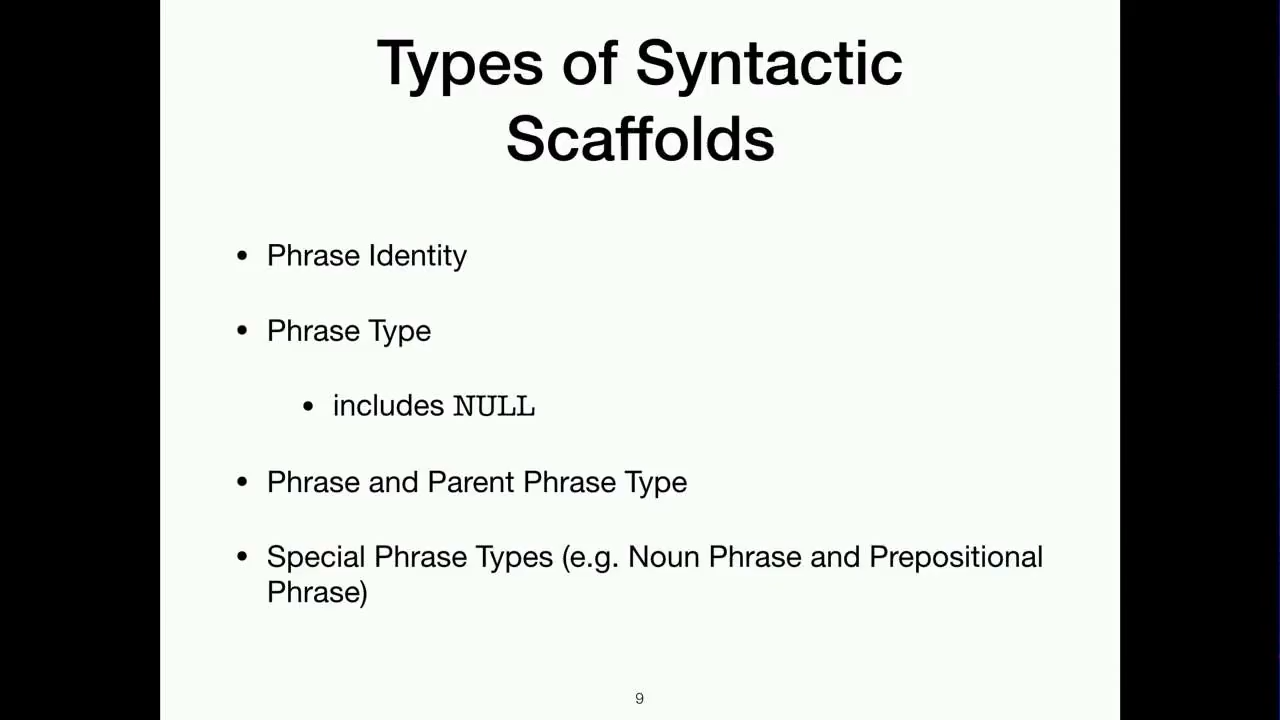 Types of Syntactic
Scaffolds
• Phrase Identity
• Phrase Type
• includes NULL
• Phrase and Parent Phrase Type
• Special Phrase Types (e.g. Noun Phrase and Prepositional
Phrase)
9